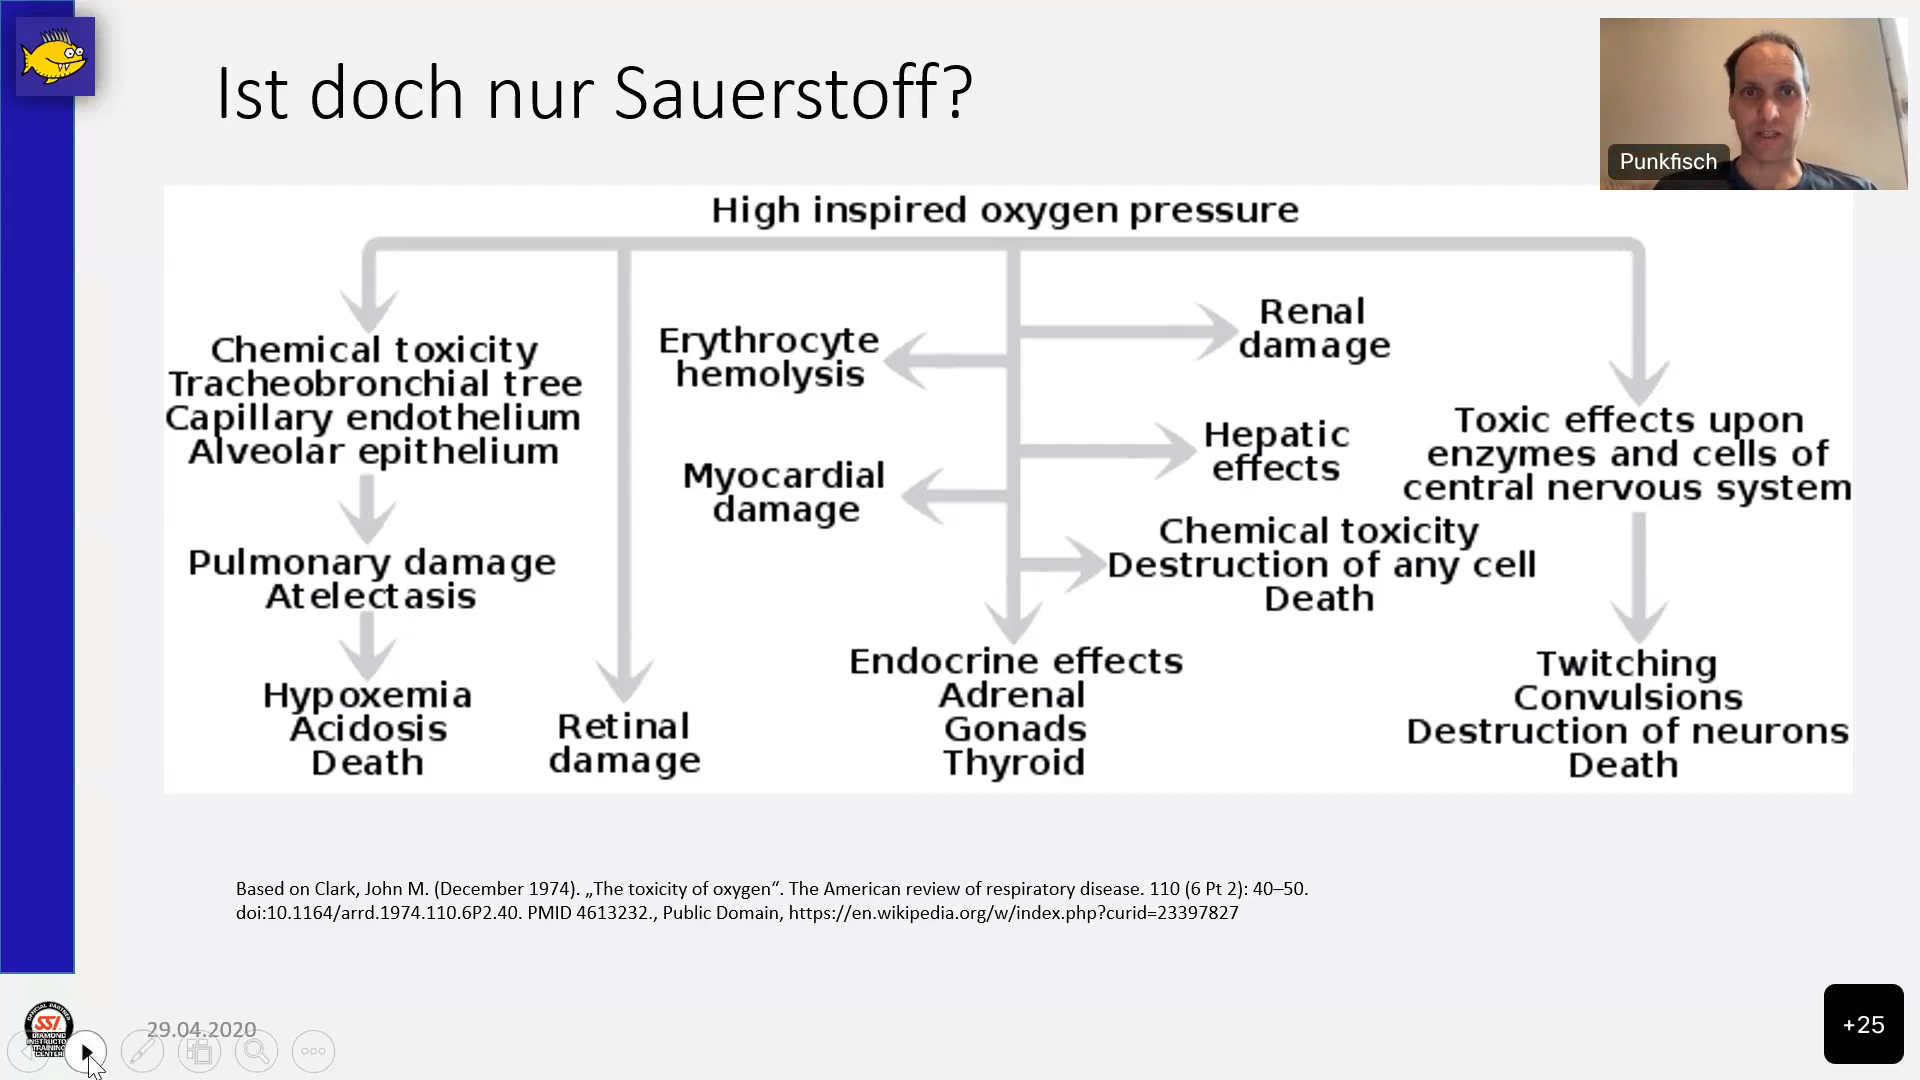 Ist doch nur Sauerstoff?
Punkfisch
High inspired oxygen pressure
Chemical toxicity
Tracheobronchial tree
Capillary endothelium
Alveolar epithelium
Pulmonary damage
Atelectasis
Hypoxemia
Acidosis
Death
Retinal
damage
Erythrocyte
hemolysis
Myocardial
damage
Renal
damage
Hepatic
effects
Chemical toxicity
Destruction of any cell
Death
Endocrine effects
Adrenal
Gonads
Thyroid
Toxic effects upon
enzymes and cells of
central nervous system
Twitching
Convulsions
Destruction of neurons
Death
Based on Clark, John M. (December 1974). „The toxicity of oxygen“. The American review of respiratory disease. 110 (6 Pt 2): 40–50.
doi:10.1164/arrd.1974.110.6P2.40. PMID 4613232., Public Domain, https://en.wikipedia.org/w/index.php?curid=23397827
SSI
DIAMOND
INSTRUCTOR
TRAINING
CENTER
29.04.2020
+25